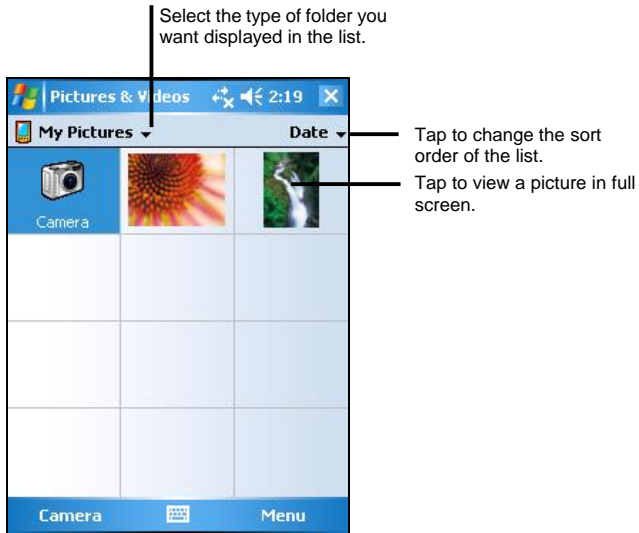 Select the type of folder you
want displayed in the list.
Pictures & Videos 2:19
My Pictures Date
Tap to change the sort
order of the list.
Tap to view a picture in full
screen.
Camera
Camera Menu